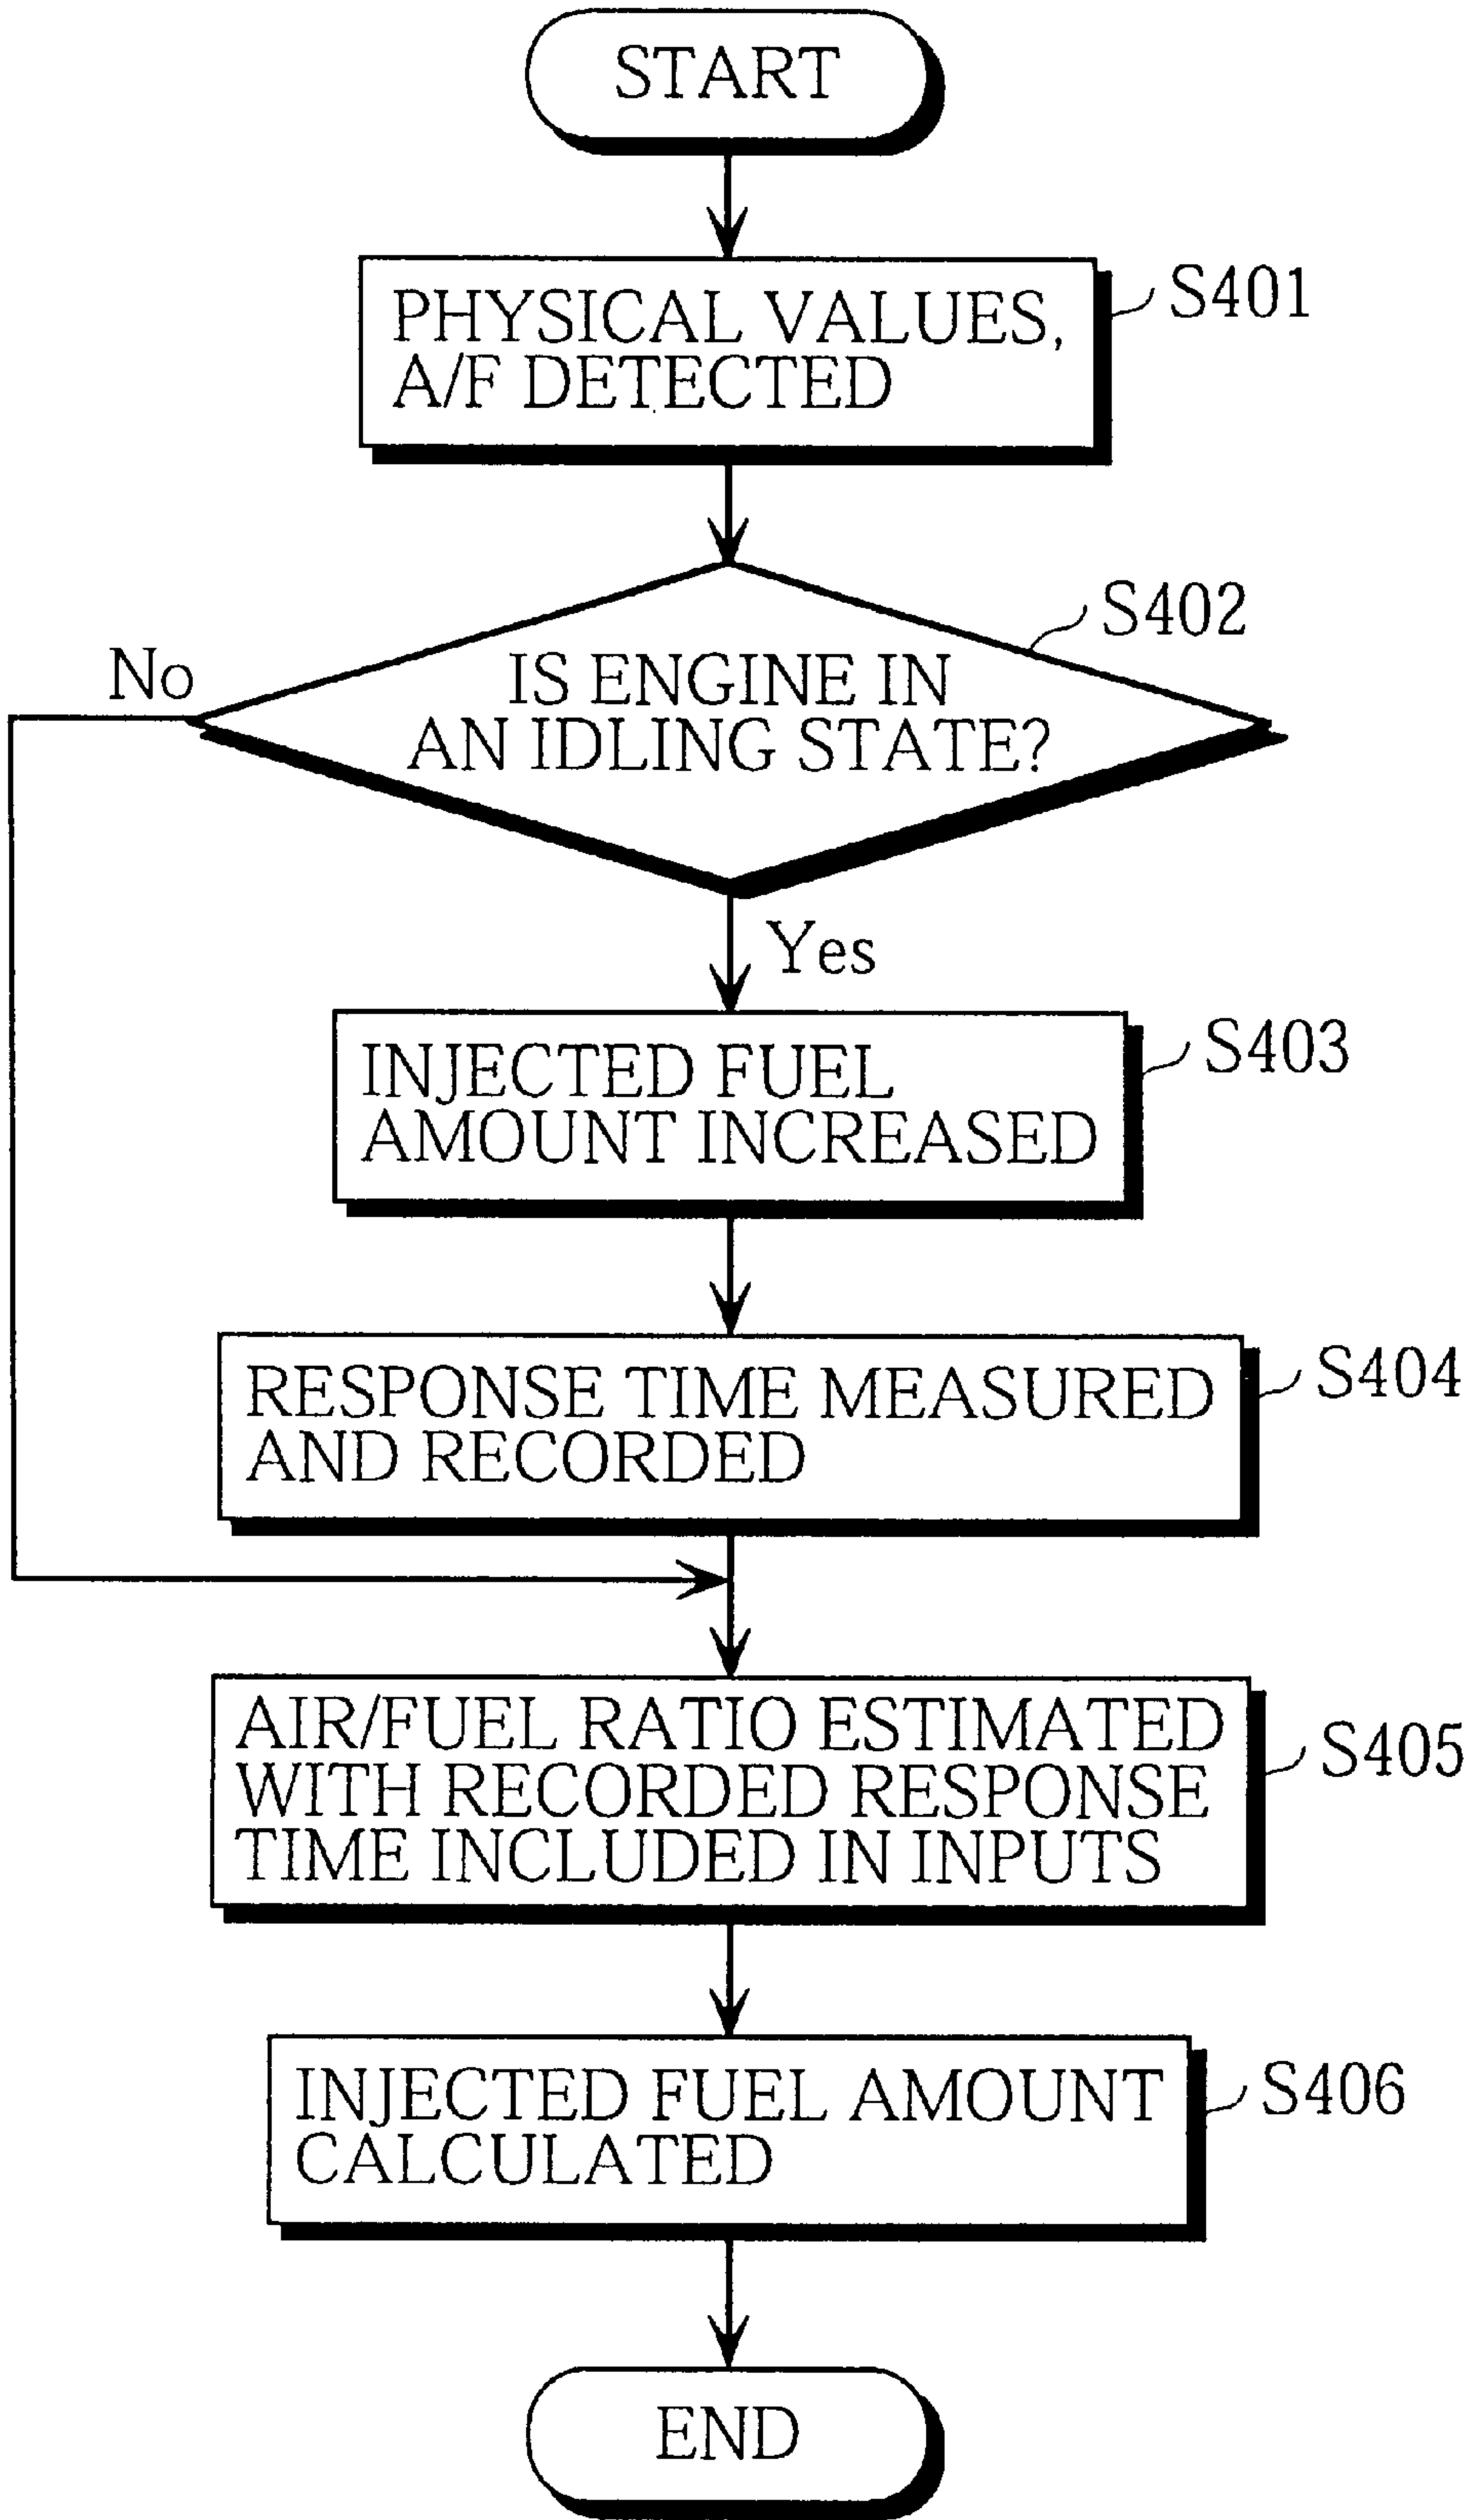 START
PHYSICAL VALUES,
A/F DETECTED
S401
S402
No
IS ENGINE IN
AN IDLING STATE?
Yes
INJECTED FUEL
AMOUNT INCREASED
S403
RESPONSE TIME MEASURED
AND RECORDED
S404
AIR/FUEL RATIO ESTIMATED
WITH RECORDED RESPONSE
TIME INCLUDED IN INPUTS
S405
INJECTED FUEL AMOUNT
CALCULATED
S406
END